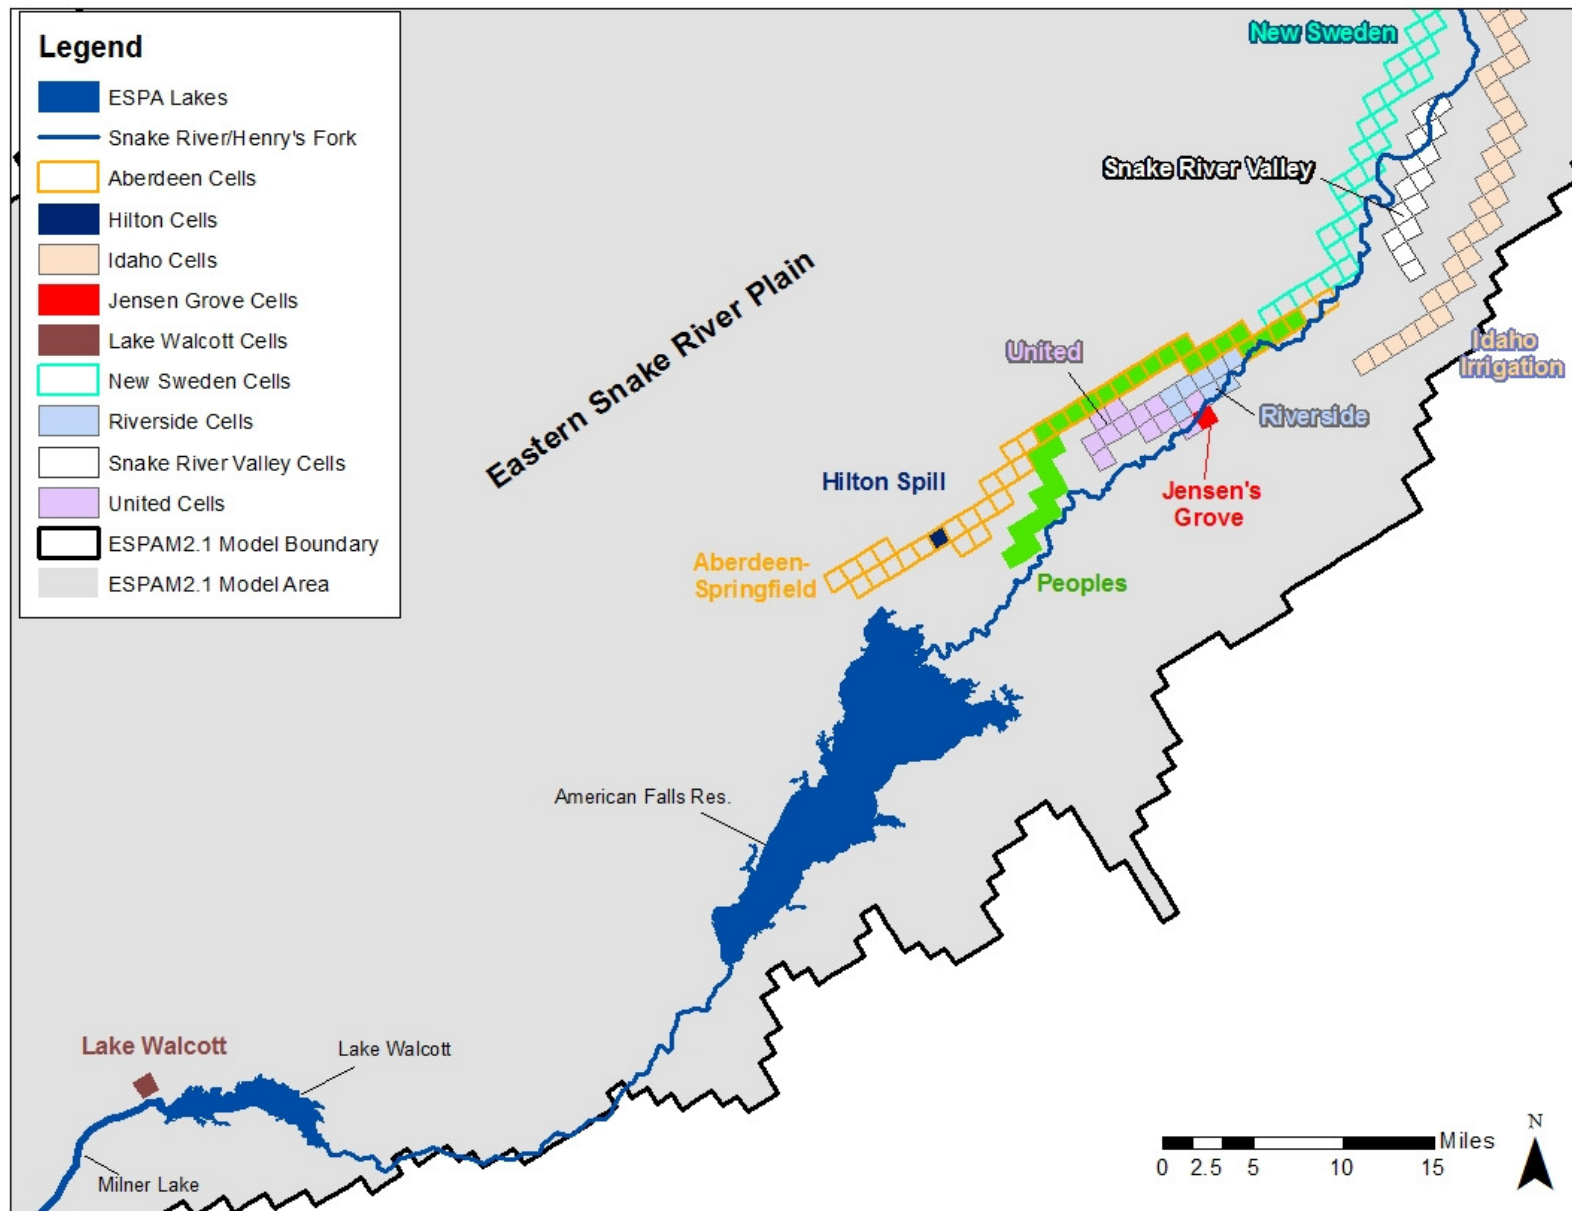 Legend
ESPA Lakes
Snake River/Henry's Fork
Aberdeen Cells
Hilton Cells
Idaho Cells
Jensen Grove Cells
Lake Walcott Cells
New Sweden Cells
Riverside Cells
Snake River Valley Cells
United Cells
ESPAM2.1 Model Boundary
ESPAM2.1 Model Area
New Sweden
Snake River Valley
Eastern Snake River Plain
United
Idaho
Irrigation
Riverside
Hilton Spill
Jensen's
Grove
Aberdeen-
Springfield
Peoples
American Falls Res.
Lake Walcott
Lake Walcott
Milner Lake
N
Miles
0 2.5 5 10 15